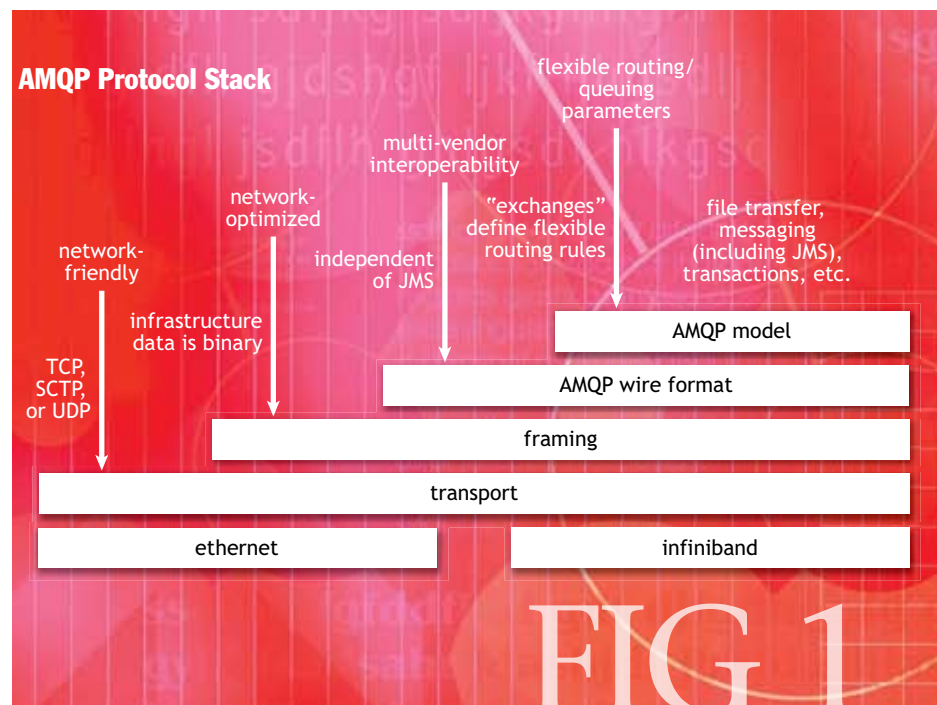 AMQP Protocol Stack
flexible routing/
queuing
parameters
multi-vendor
interoperability
network-
optimized
network-
friendly
"exchanges"
define flexible
routing rules
file transfer,
messaging
(including JMS),
transactions, etc.
independent
of JMS
infrastructure
data is binary
TCP,
SCTP,
or UDP
AMQP model
AMQP wire format
framing
transport
ethernet
infiniband
FIG 1